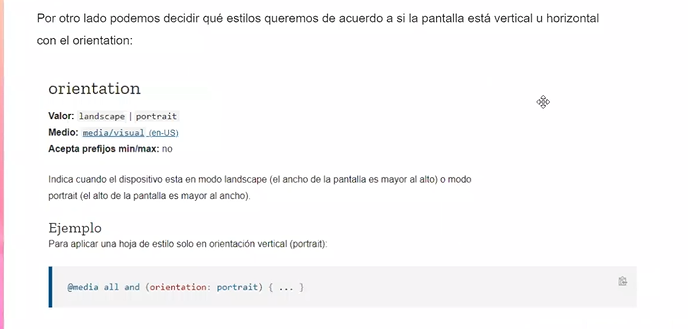 Por otro lado podemos decidir qué estilos queremos de acuerdo a si la pantalla está vertical u horizontal
con el orientation:
orientation
Valor: landscape | portrait
Medio: media/visual (en-US)
Acepta prefijos min/max: no
Indica cuando el dispositivo esta en modo landscape (el ancho de la pantalla es mayor al alto) o modo
portrait (el alto de la pantalla es mayor al ancho).
Ejemplo
Para aplicar una hoja de estilo solo en orientación vertical (portrait):
@media all and (orientation: portrait) { ... }